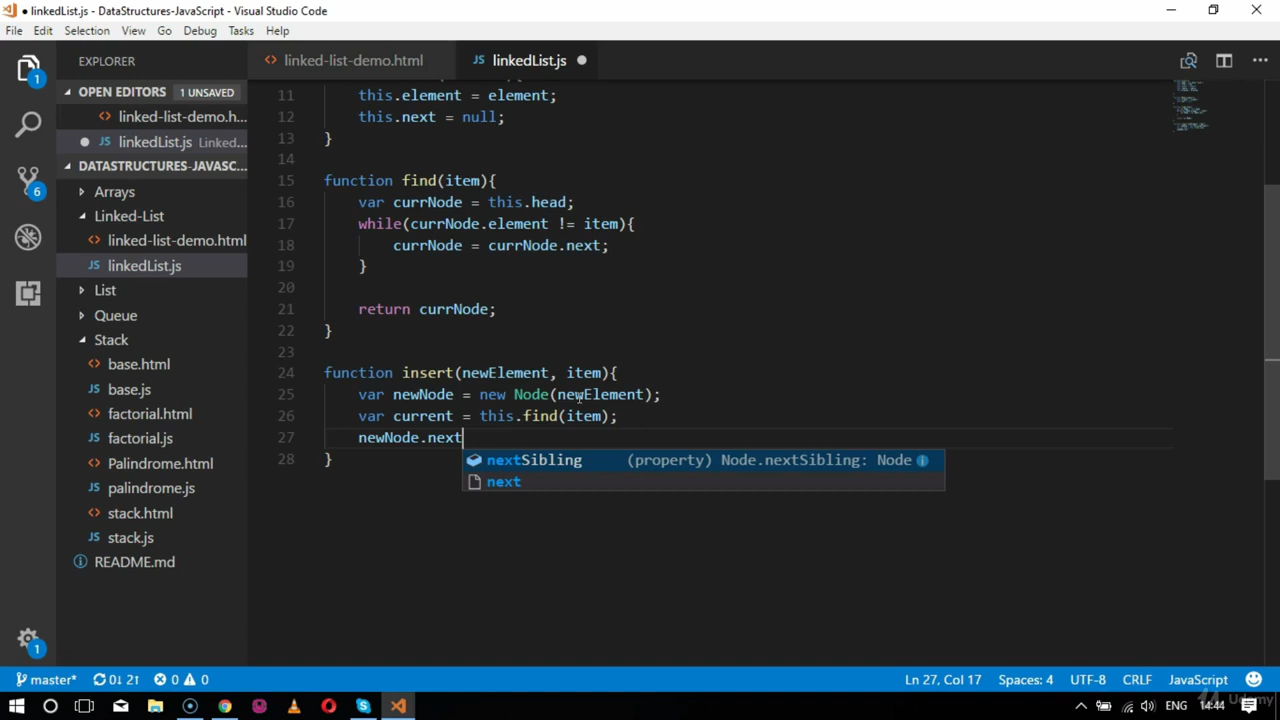 ● linkedList.js - DataStructures-JavaScript - Visual Studio Code
File Edit Selection View Go Debug Tasks Help
EXPLORER
linked-list-demo.html
JS linkedList.js ●
OPEN EDITORS 1 UNSAVED
linked-list-demo.h...
JS linkedList.js Linked-...
DATASTRUCTURES-JAVASC...
Arrays
Linked-List
linked-list-demo.html
JS linkedList.js
List
Queue
Stack
base.html
JS base.js
factorial.html
JS factorial.js
Palindrome.html
JS palindrome.js
stack.html
JS stack.js
README.md
1
6
1
11 this.element = element;
12 this.next = null;
13 }
14
15 function find(item){
16 var currNode = this.head;
17 while(currNode.element != item){
18 currNode = currNode.next;
19 }
20
21 return currNode;
22 }
23
24 function insert(newElement, item){
25 var newNode = new Node(newElement);
26 var current = this.find(item);
27 newNode.next
28 }
nextSibling (property) Node.nextSibling: Node
next
master* 0↓ 2↑ 0 0 Ln 27, Col 17 Spaces: 4 UTF-8 CRLF JavaScript
ENG 14:44
Udemy